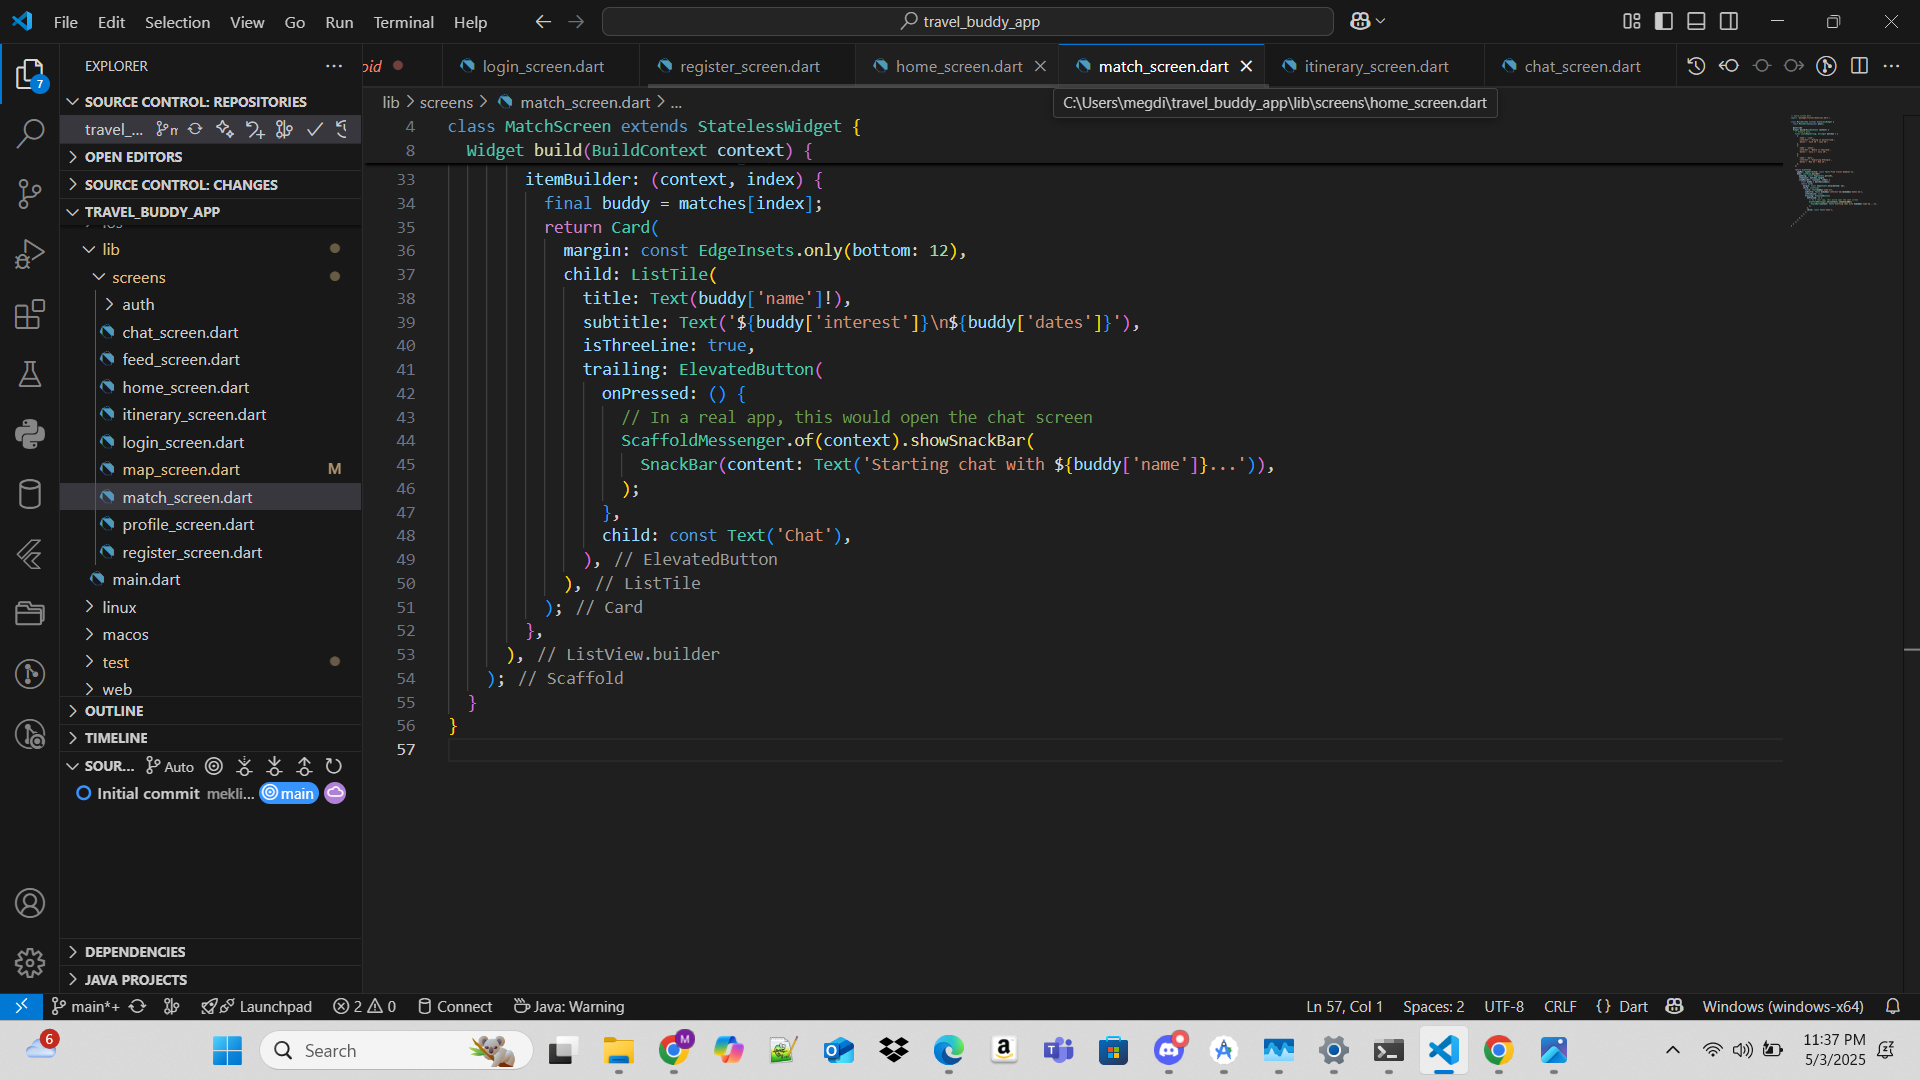 File Edit Selection View Go Run Terminal Help
travel_buddy_app
EXPLORER
SOURCE CONTROL: REPOSITORIES
travel_...
OPEN EDITORS
SOURCE CONTROL: CHANGES
TRAVEL_BUDDY_APP
ios
lib
screens
auth
chat_screen.dart
feed_screen.dart
home_screen.dart
itinerary_screen.dart
login_screen.dart
map_screen.dart M
match_screen.dart
profile_screen.dart
register_screen.dart
main.dart
linux
macos
test
web
OUTLINE
TIMELINE
SOUR... Auto
Initial commit mekli... main
DEPENDENCIES
JAVA PROJECTS
7
oid login_screen.dart register_screen.dart home_screen.dart match_screen.dart itinerary_screen.dart chat_screen.dart
lib > screens > match_screen.dart > ...
C:\Users\megdi\travel_buddy_app\lib\screens\home_screen.dart
4 class MatchScreen extends StatelessWidget {
8 Widget build(BuildContext context) {
33 itemBuilder: (context, index) {
34 final buddy = matches[index];
35 return Card(
36 margin: const EdgeInsets.only(bottom: 12),
37 child: ListTile(
38 title: Text(buddy['name']!),
39 subtitle: Text('${buddy['interest']}\n${buddy['dates']}'),
40 isThreeLine: true,
41 trailing: ElevatedButton(
42 onPressed: () {
43 // In a real app, this would open the chat screen
44 ScaffoldMessenger.of(context).showSnackBar(
45 SnackBar(content: Text('Starting chat with ${buddy['name']}...')),
46 );
47 },
48 child: const Text('Chat'),
49 ), // ElevatedButton
50 ), // ListTile
51 ); // Card
52 },
53 ), // ListView.builder
54 ); // Scaffold
55 }
56 }
57
main*+ Launchpad 2 0 Connect Java: Warning
Ln 57, Col 1 Spaces: 2 UTF-8 CRLF {} Dart Windows (windows-x64)
6
Search
M
a
11:37 PM
5/3/2025